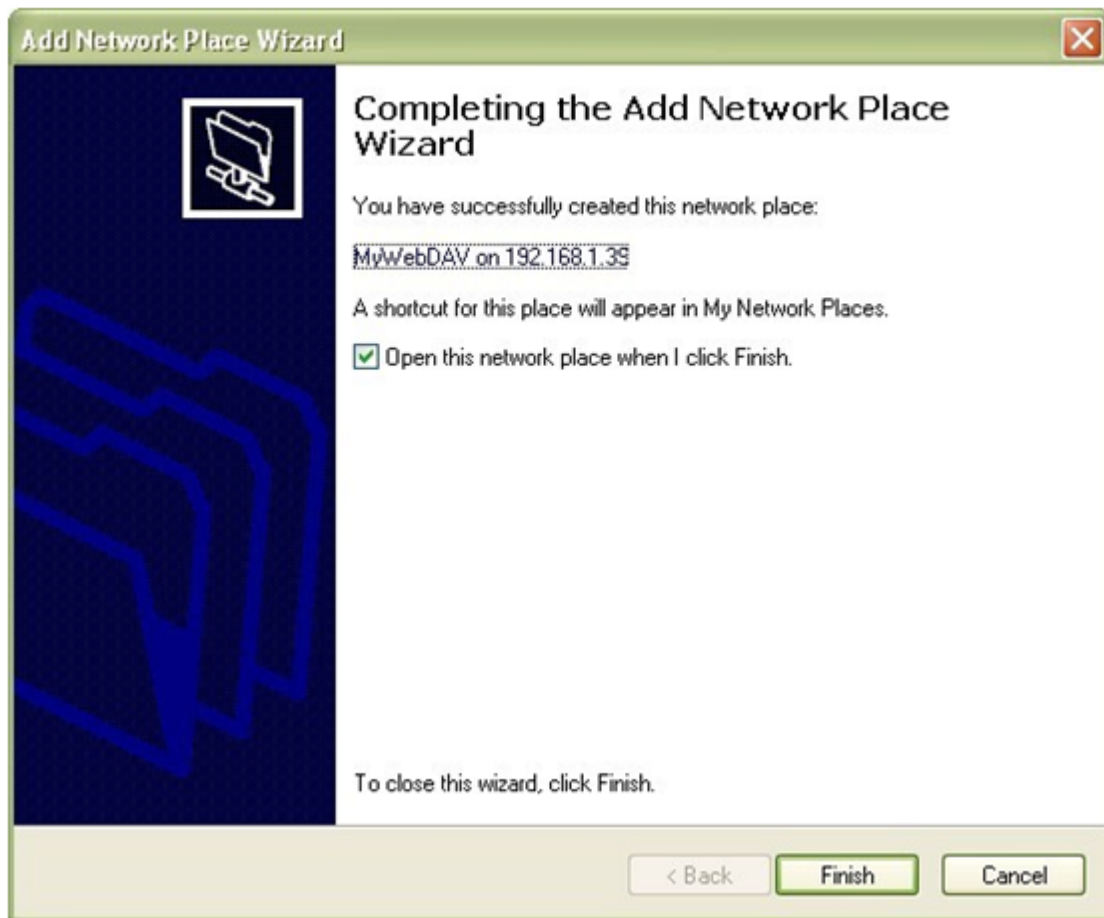 Add Network Place Wizard
Completing the Add Network Place
Wizard
You have successfully created this network place:
MyWebDAV on 192.168.1.39
A shortcut for this place will appear in My Network Places.
Open this network place when I click Finish.
To close this wizard, click Finish.
< Back Finish Cancel